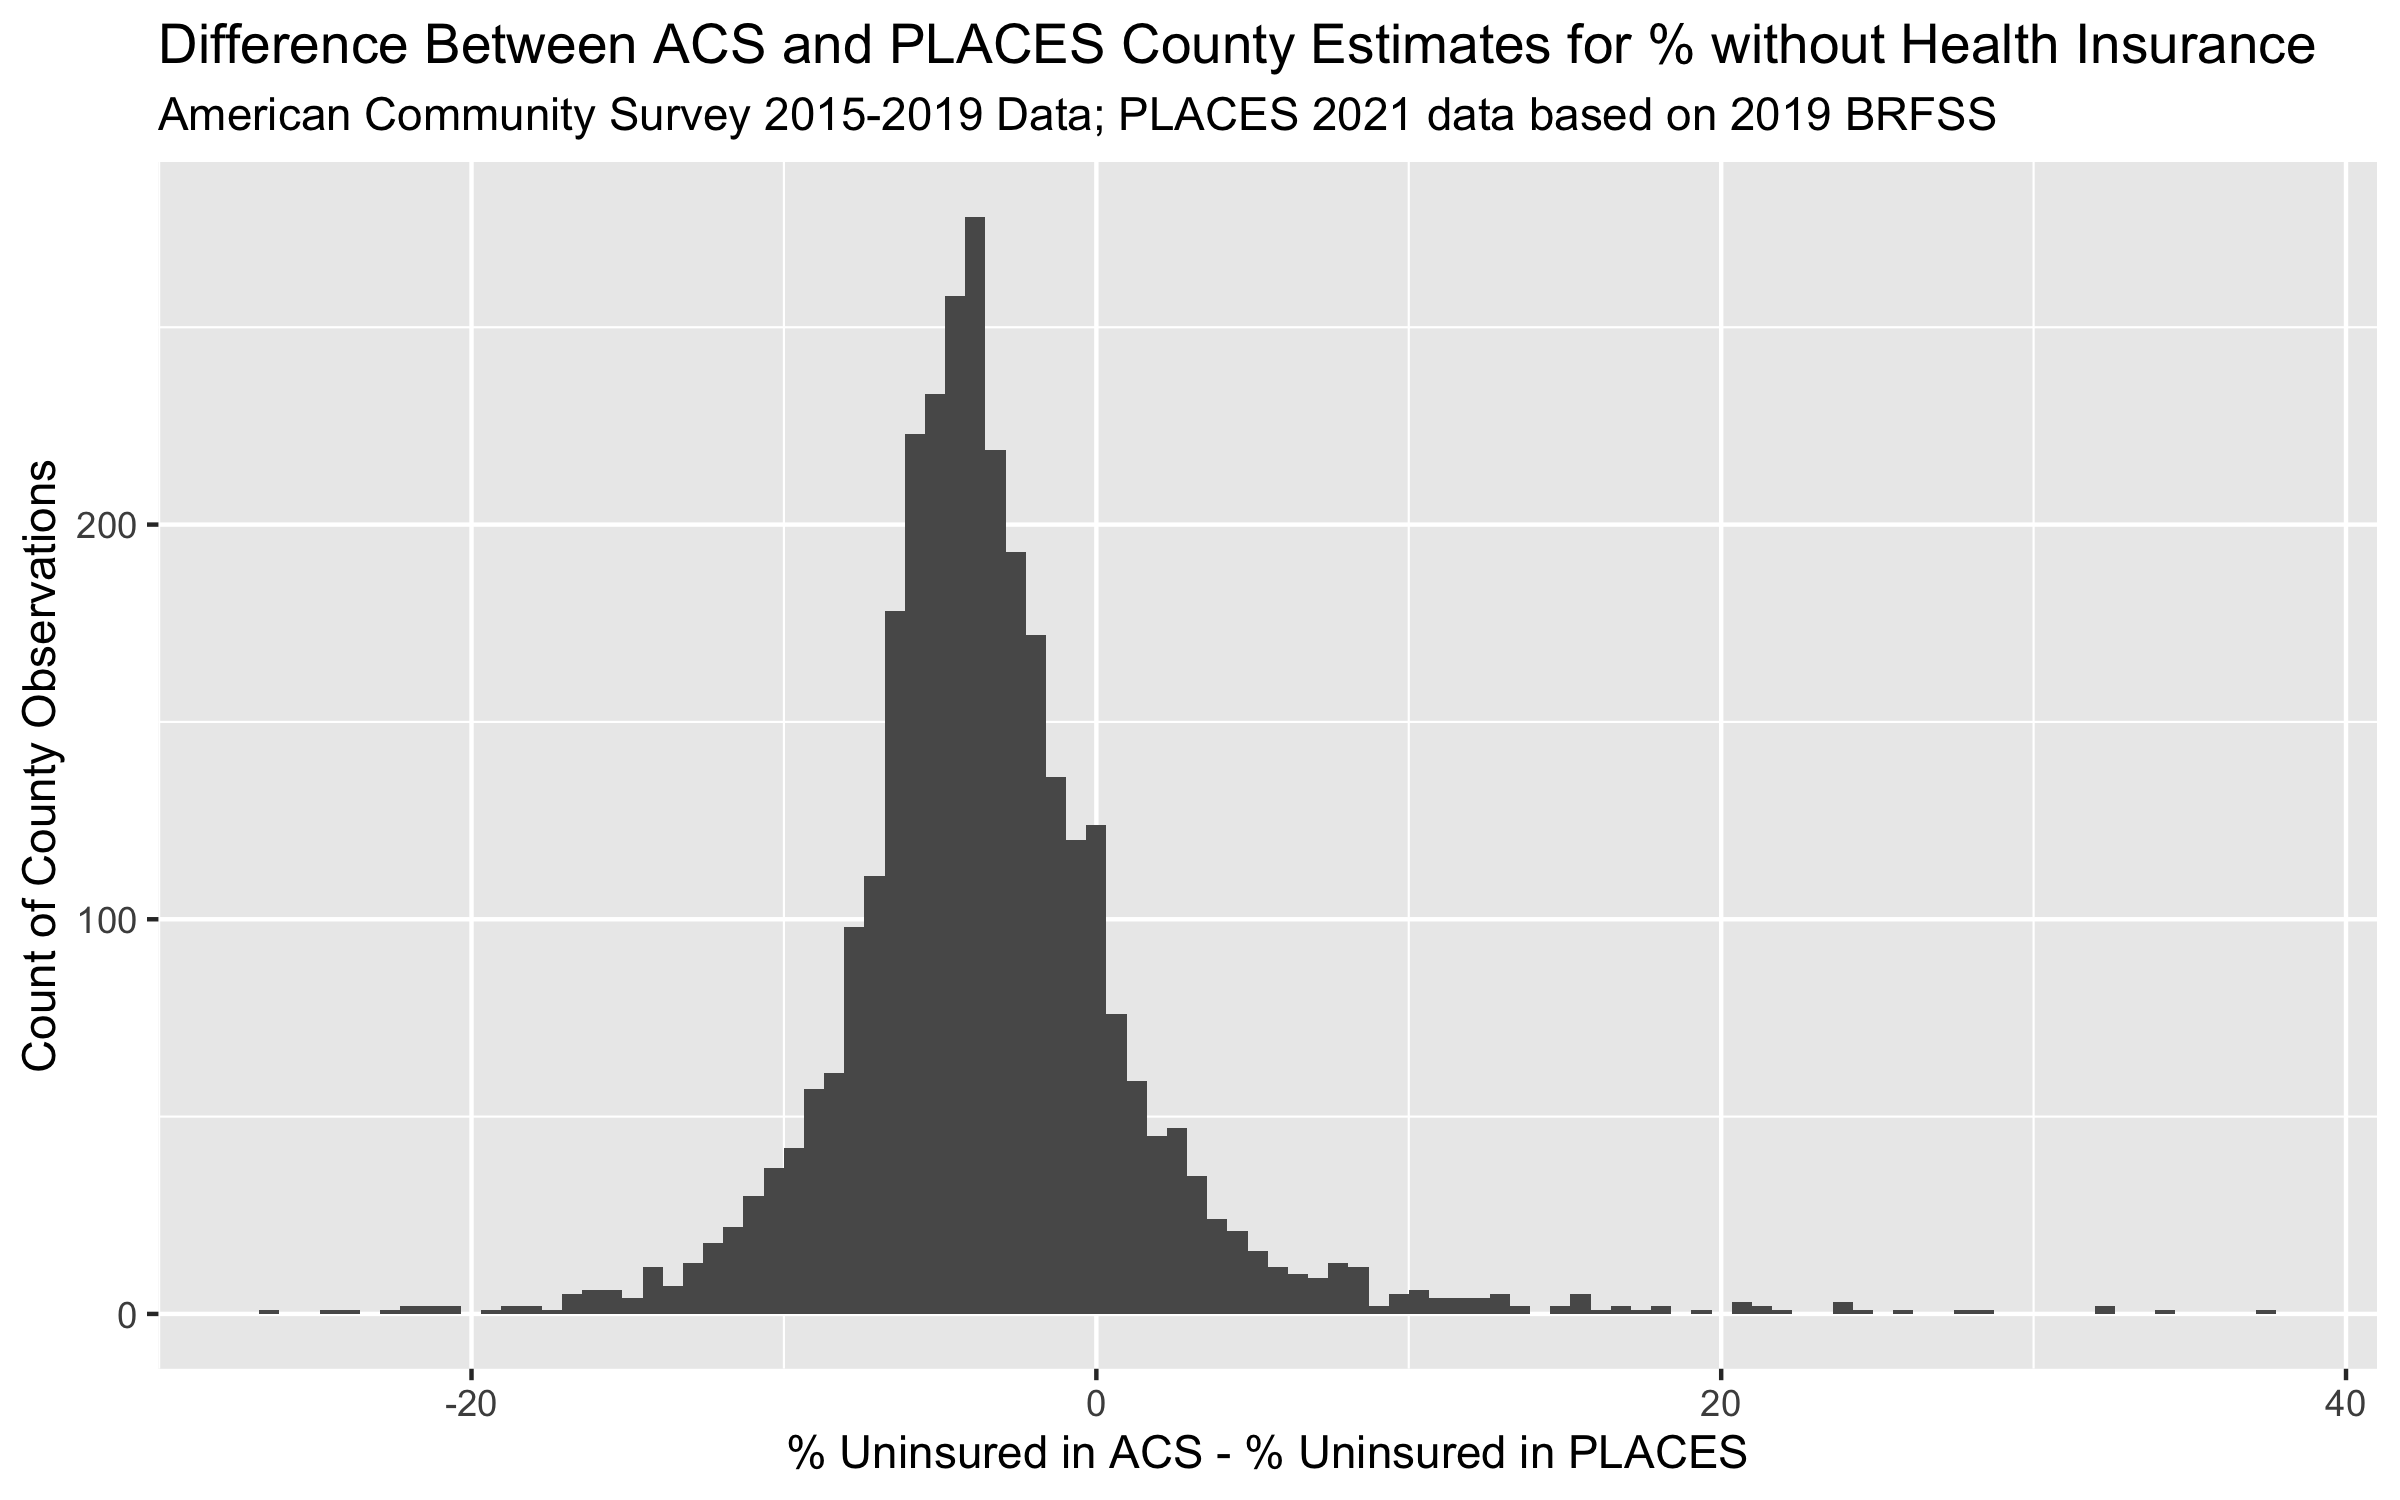 Difference Between ACS and PLACES County Estimates for % without Health Insurance
American Community Survey 2015-2019 Data; PLACES 2021 data based on 2019 BRFSS
Count of County Observations
200
100
0
-20
0
20
40
% Uninsured in ACS - % Uninsured in PLACES